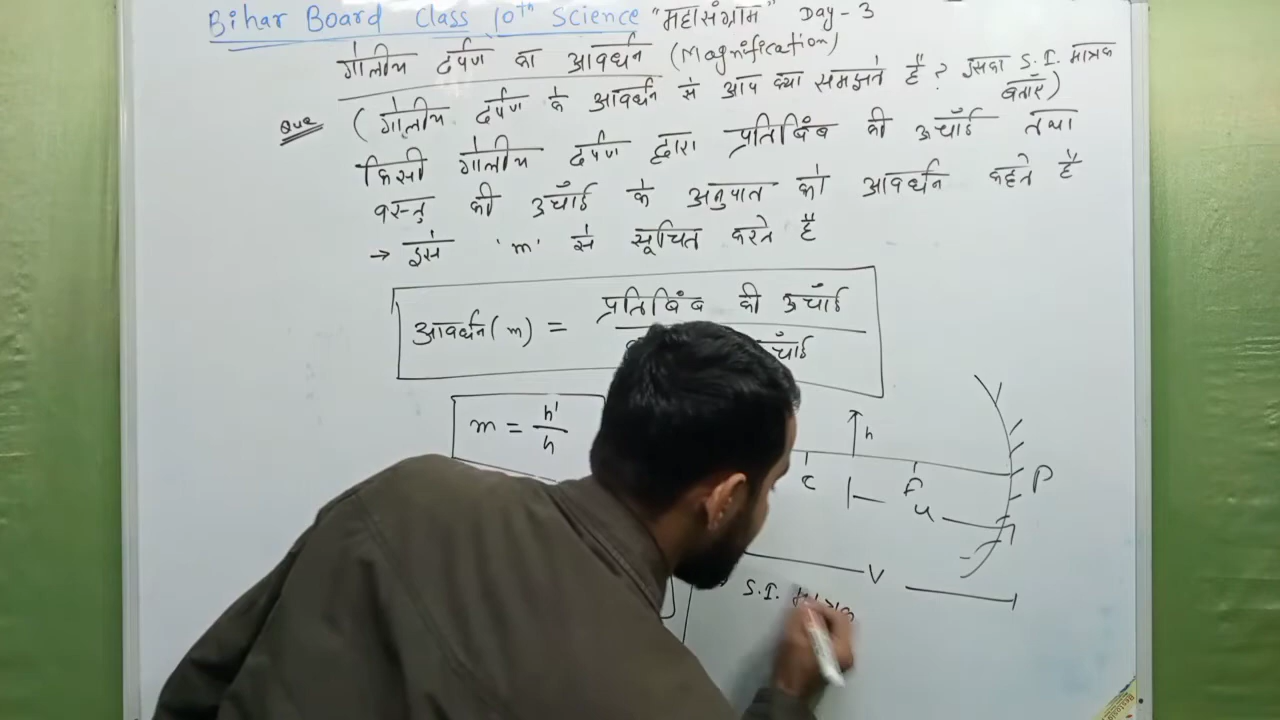 Bihar Board Class 10th Science "महासंग्राम" Day - 3
गोलीय दर्पण का आवर्धन (Magnification)
Que (गोलीय दर्पण के आवर्धन से आप क्या समझते हैं? इसका S.I. मात्रक बताएँ)
किसी गोलीय दर्पण द्वारा प्रतिबिंब की ऊँचाई तथा
वस्तु की ऊँचाई के अनुपात को आवर्धन कहते हैं
→ इसे 'm' से सूचित करते हैं
आवर्धन(m) = प्रतिबिंब की ऊँचाई
ऊँचाई
m = h'
h
h
C F P
u
V
S.I. मात्रक